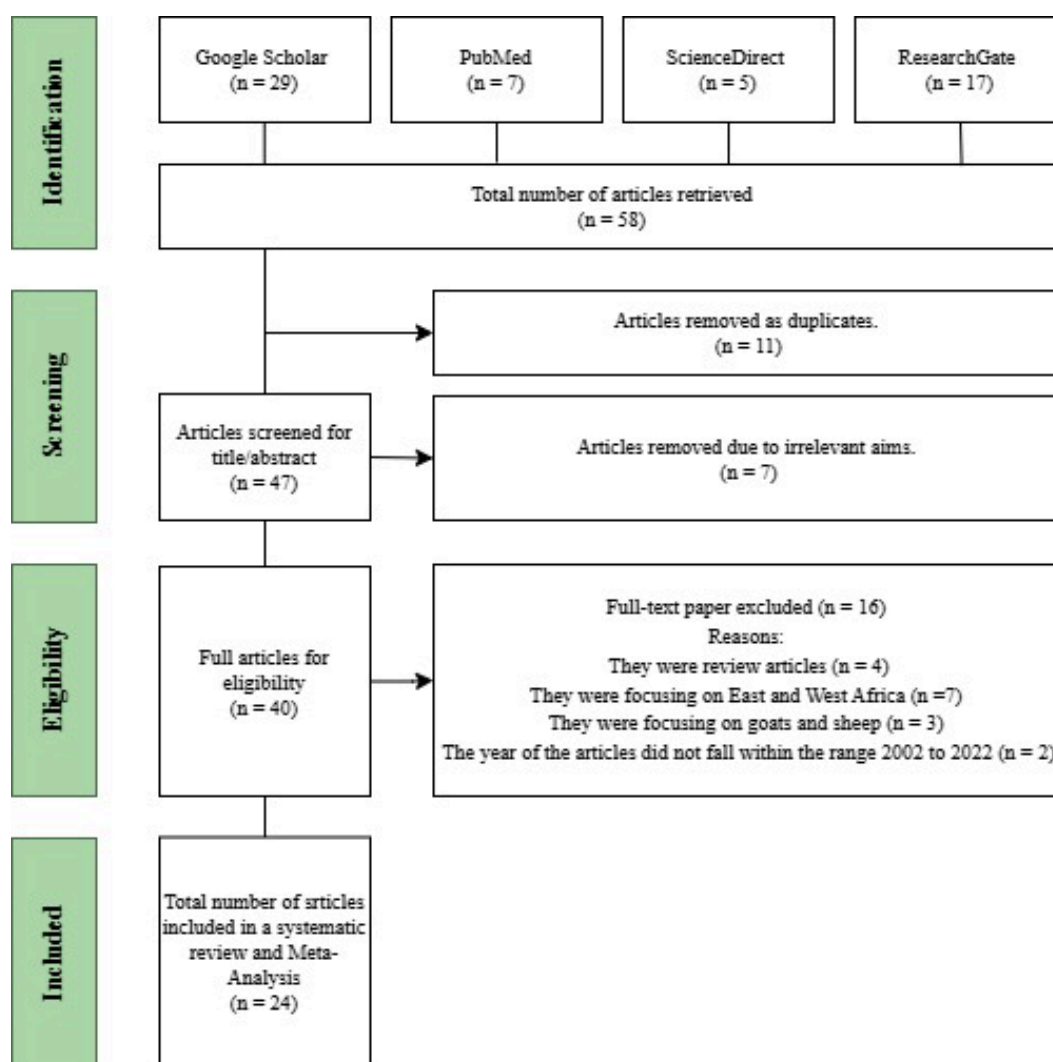 Identification
Google Scholar
(n = 29)
PubMed
(n = 7)
ScienceDirect
(n = 5)
ResearchGate
(n = 17)
Total number of articles retrieved
(n = 58)
Screening
Articles removed as duplicates.
(n = 11)
Articles screened for
title/abstract
(n = 47)
Articles removed due to irrelevant aims.
(n = 7)
Eligibility
Full articles for
eligibility
(n = 40)
Full-text paper excluded (n = 16)
Reasons:
They were review articles (n = 4)
They were focusing on East and West Africa (n =7)
They were focusing on goats and sheep (n = 3)
The year of the articles did not fall within the range 2002 to 2022 (n = 2)
Included
Total number of srticles
included in a systematic
review and Meta-
Analysis
(n = 24)